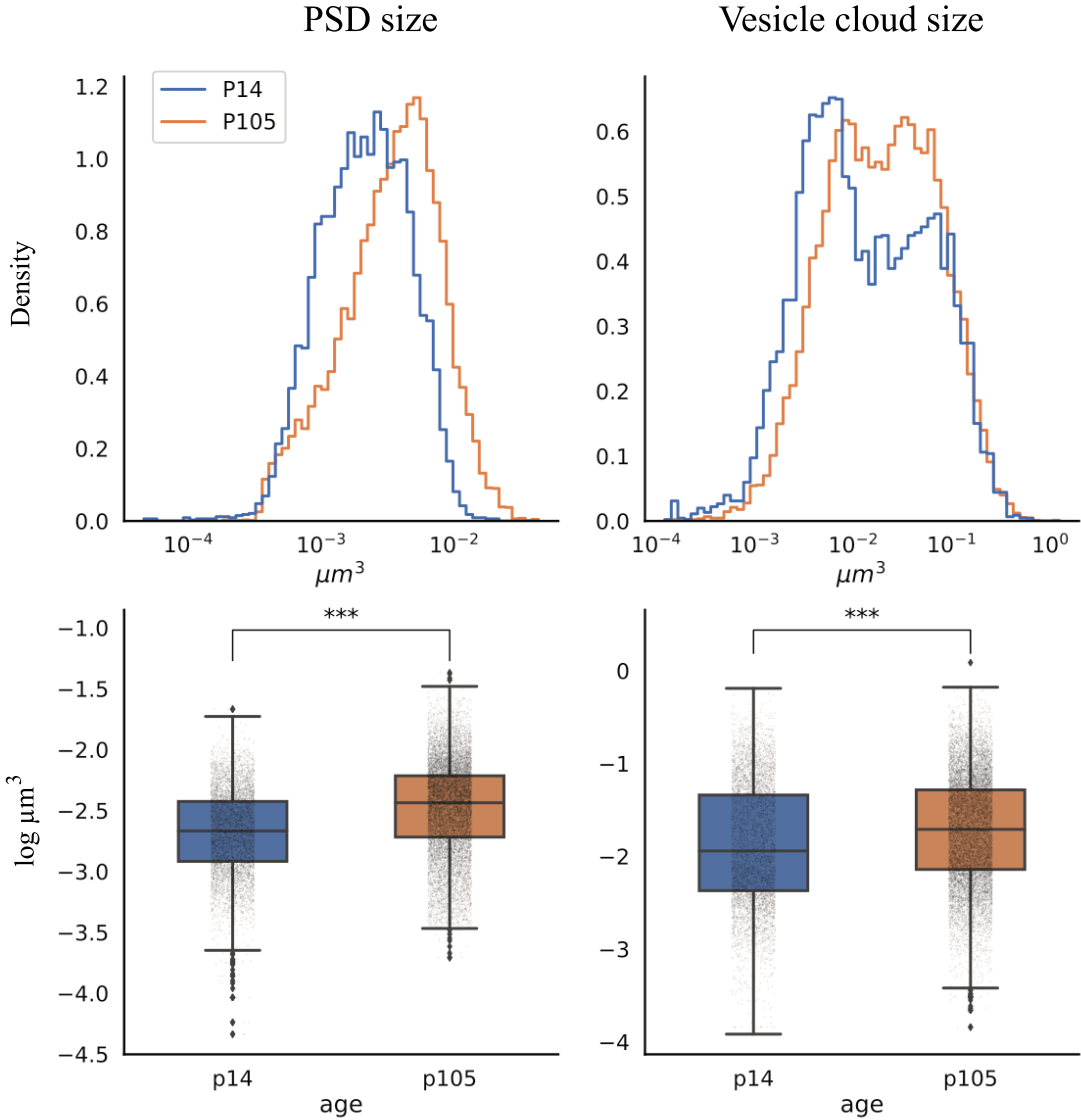 PSD size
Vesicle cloud size
Density
1.2
1.0
0.8
0.6
0.4
0.2
0.0
P14
P105
10⁻⁴ 10⁻³ 10⁻²
μm³
0.6
0.5
0.4
0.3
0.2
0.1
0.0
10⁻⁴ 10⁻³ 10⁻² 10⁻¹ 10⁰
μm³
log μm³
−1.0
−1.5
−2.0
−2.5
−3.0
−3.5
−4.0
−4.5
***
p14 p105
age
0
−1
−2
−3
−4
***
p14 p105
age